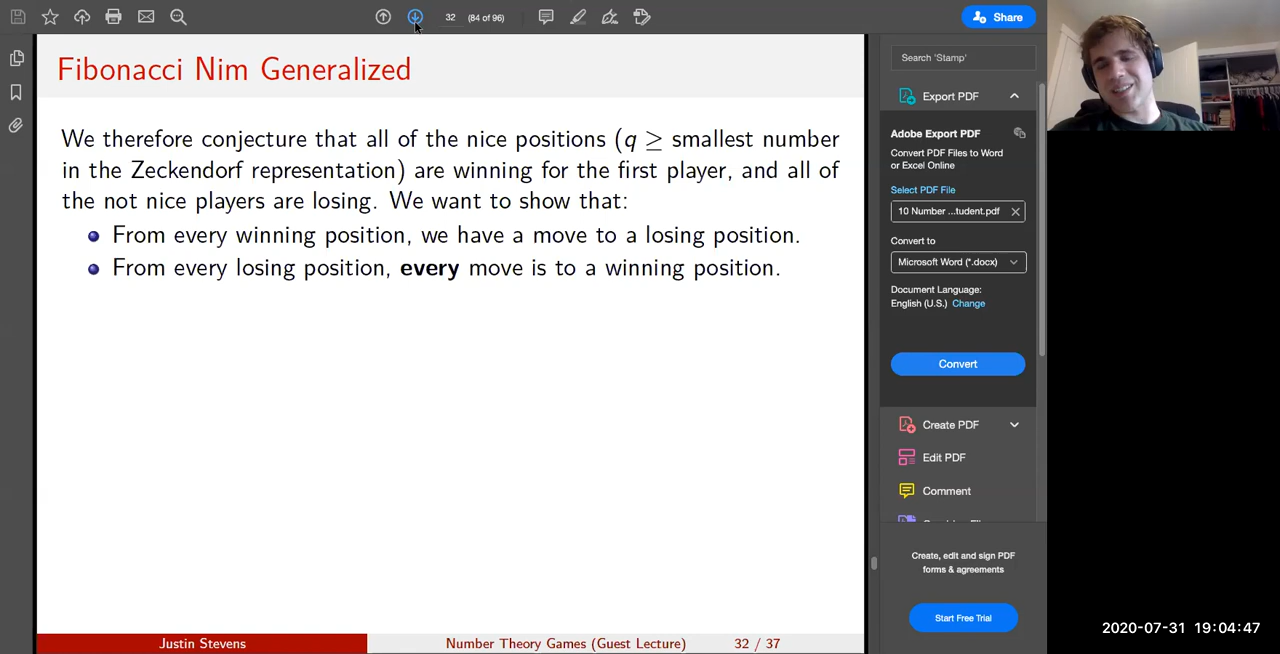 32 (84 of 96)
Share
Fibonacci Nim Generalized
We therefore conjecture that all of the nice positions (q ≥ smallest number
in the Zeckendorf representation) are winning for the first player, and all of
the not nice players are losing. We want to show that:
From every winning position, we have a move to a losing position.
From every losing position, every move is to a winning position.
Justin Stevens
Number Theory Games (Guest Lecture)
32 / 37
Search 'Stamp'
Export PDF
Adobe Export PDF
Convert PDF Files to Word
or Excel Online
Select PDF File
10 Number ...tudent.pdf
Convert to
Microsoft Word (*.docx)
Document Language:
English (U.S.) Change
Convert
Create PDF
Edit PDF
Comment
Create, edit and sign PDF
forms & agreements
Start Free Trial
2020-07-31 19:04:47